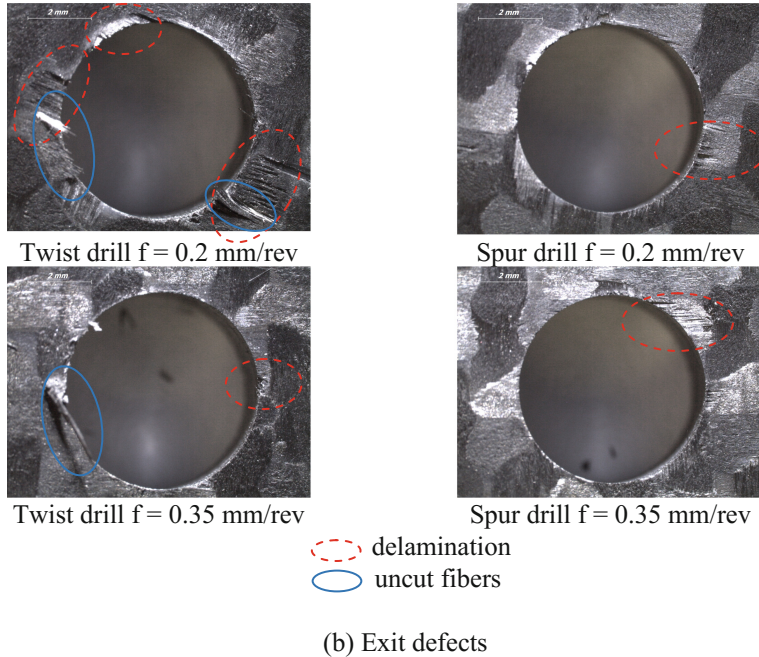 2 mm
2 mm
Twist drill f = 0.2 mm/rev
Spur drill f = 0.2 mm/rev
2 mm
2 mm
Twist drill f = 0.35 mm/rev
Spur drill f = 0.35 mm/rev
delamination
uncut fibers
(b) Exit defects